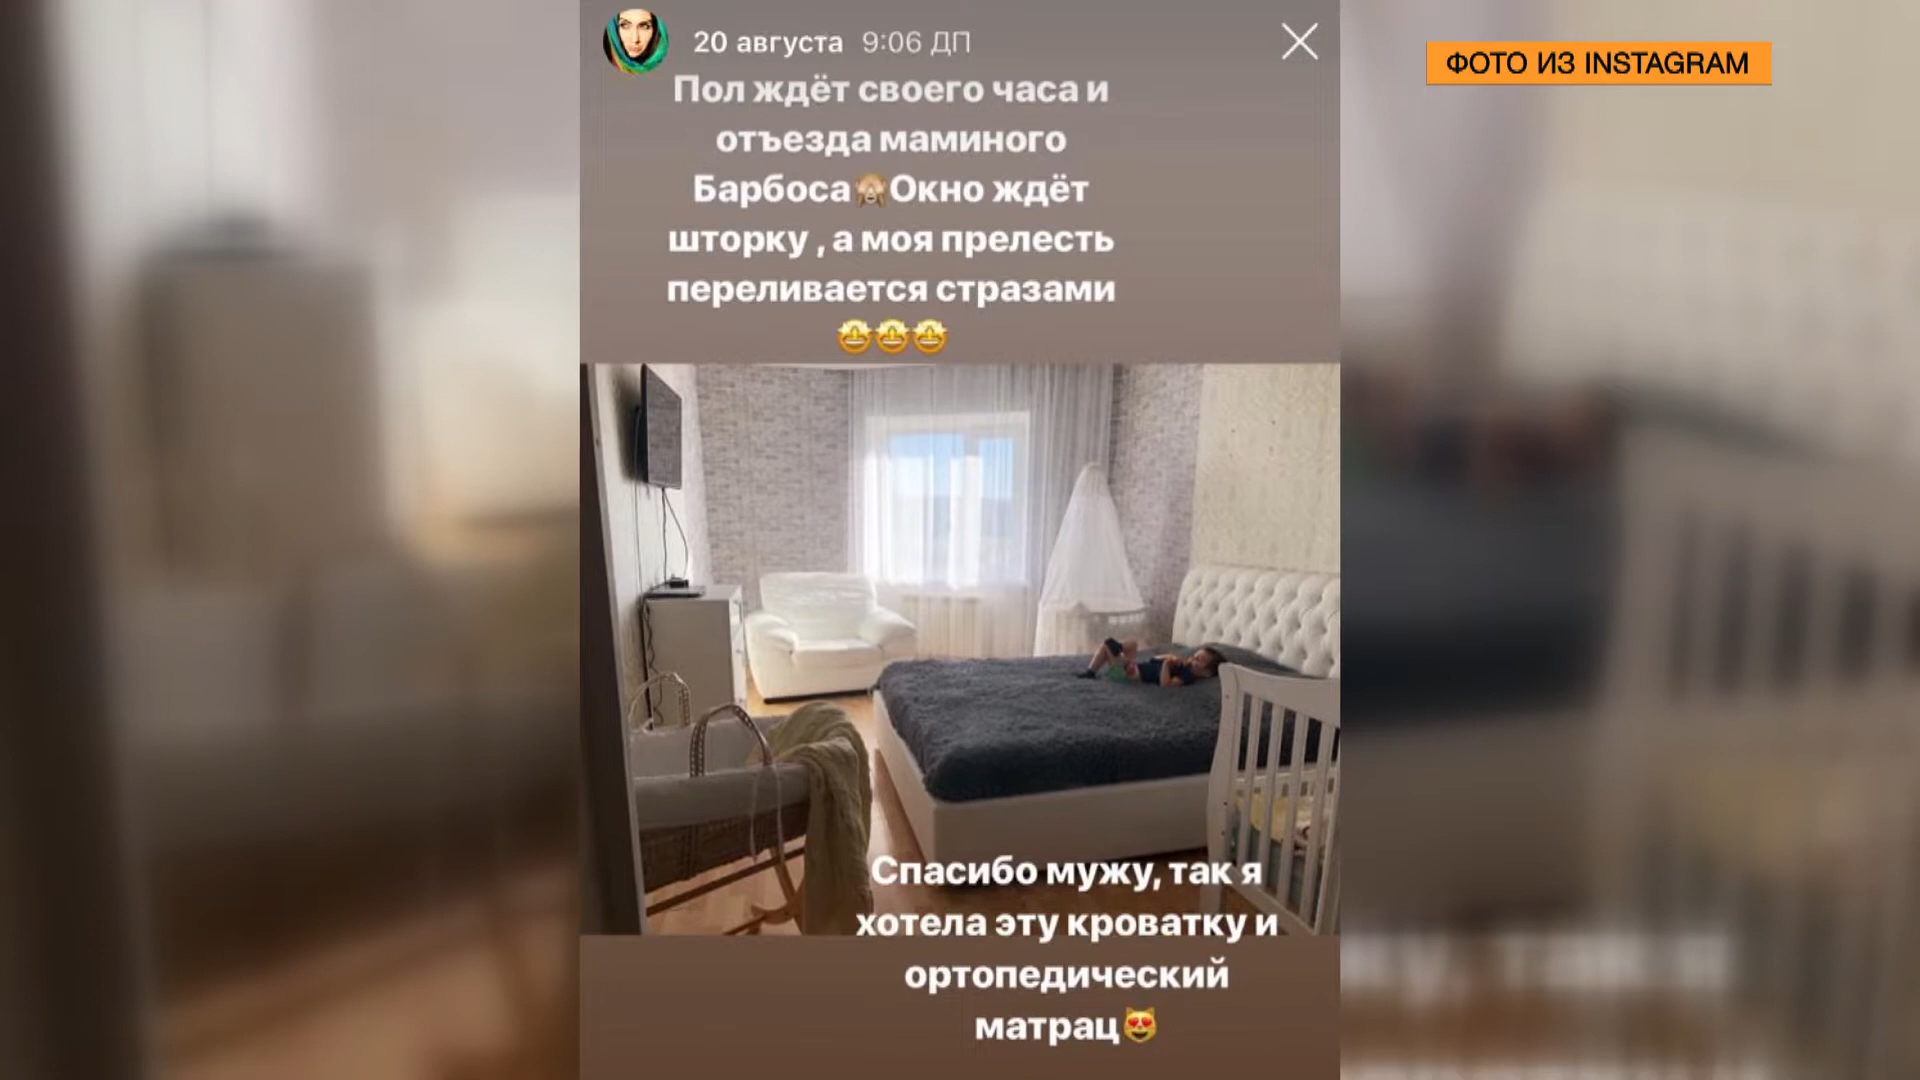 20 августа 9:06 ДП
ФОТО ИЗ INSTAGRAM
Пол ждёт своего часа и
отъезда маминого
Барбоса🙈Окно ждёт
шторку , а моя прелесть
переливается стразами
🤩🤩🤩
Спасибо мужу, так я
хотела эту кроватку и
ортопедический
матрац😻